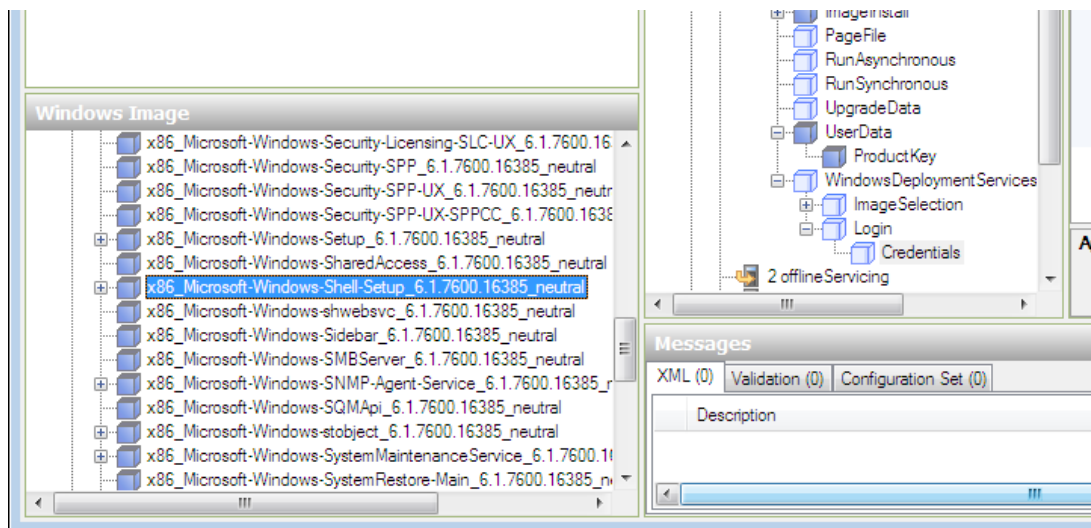 Windows Image
x86_Microsoft-Windows-Security-Licensing-SLC-UX_6.1.7600.16
x86_Microsoft-Windows-Security-SPP_6.1.7600.16385_neutral
x86_Microsoft-Windows-Security-SPP-UX_6.1.7600.16385_neutr
x86_Microsoft-Windows-Security-SPP-UX-SPPCC_6.1.7600.1638
x86_Microsoft-Windows-Setup_6.1.7600.16385_neutral
x86_Microsoft-Windows-SharedAccess_6.1.7600.16385_neutral
x86_Microsoft-Windows-Shell-Setup_6.1.7600.16385_neutral
x86_Microsoft-Windows-shwebsvc_6.1.7600.16385_neutral
x86_Microsoft-Windows-Sidebar_6.1.7600.16385_neutral
x86_Microsoft-Windows-SMBServer_6.1.7600.16385_neutral
x86_Microsoft-Windows-SNMP-Agent-Service_6.1.7600.16385_r
x86_Microsoft-Windows-SQMApi_6.1.7600.16385_neutral
x86_Microsoft-Windows-stobject_6.1.7600.16385_neutral
x86_Microsoft-Windows-SystemMaintenanceService_6.1.7600.1
x86_Microsoft-Windows-SystemRestore-Main_6.1.7600.16385_n
ImageInstall
PageFile
RunAsynchronous
RunSynchronous
UpgradeData
UserData
ProductKey
WindowsDeploymentServices
ImageSelection
Login
Credentials
2 offlineServicing
A
Messages
XML (0) Validation (0) Configuration Set (0)
Description